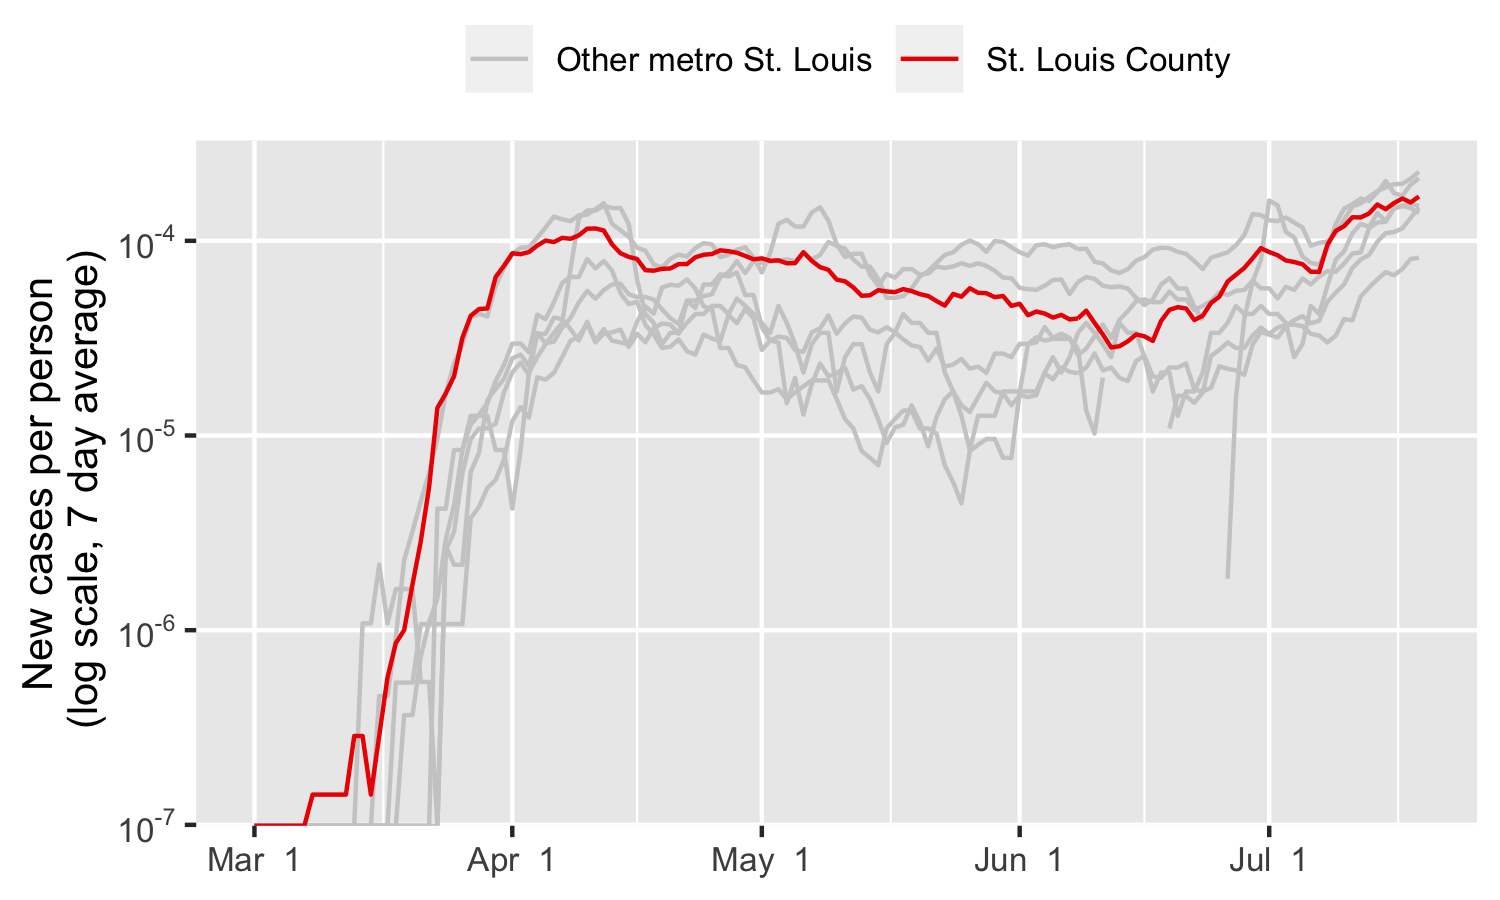 Other metro St. Louis St. Louis County
New cases per person
(log scale, 7 day average)
10-4
10-5
10-6
10-7
Mar 1 Apr 1 May 1 Jun 1 Jul 1